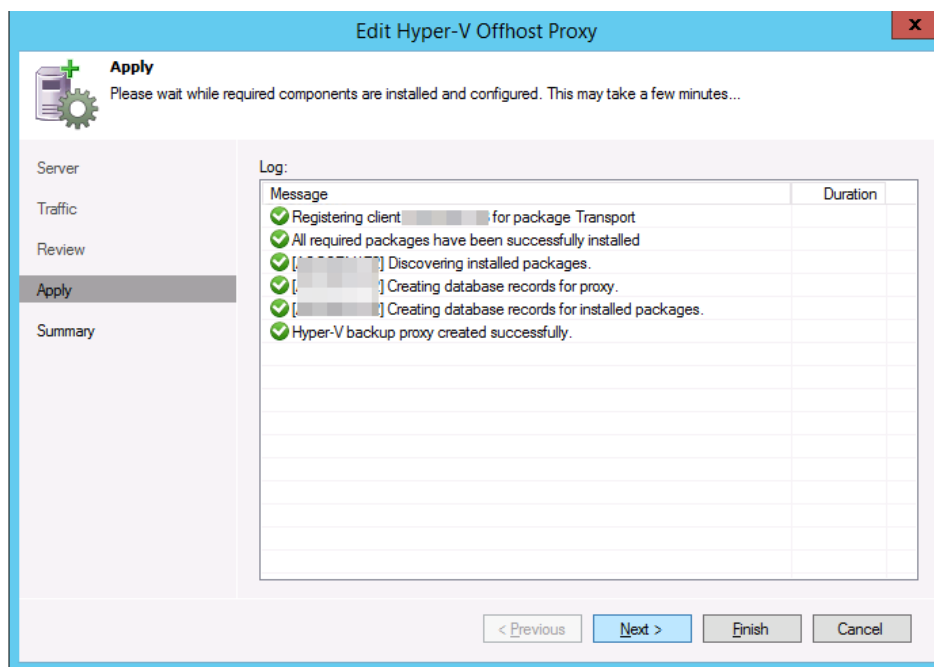 Edit Hyper-V Offhost Proxy
x
Apply
Please wait while required components are installed and configured. This may take a few minutes...
Server
Traffic
Review
Apply
Summary
Log:
Message Duration
Registering client for package Transport
All required packages have been successfully installed
[ ] Discovering installed packages.
[ ] Creating database records for proxy.
[ ] Creating database records for installed packages.
Hyper-V backup proxy created successfully.
< Previous Next > Finish Cancel